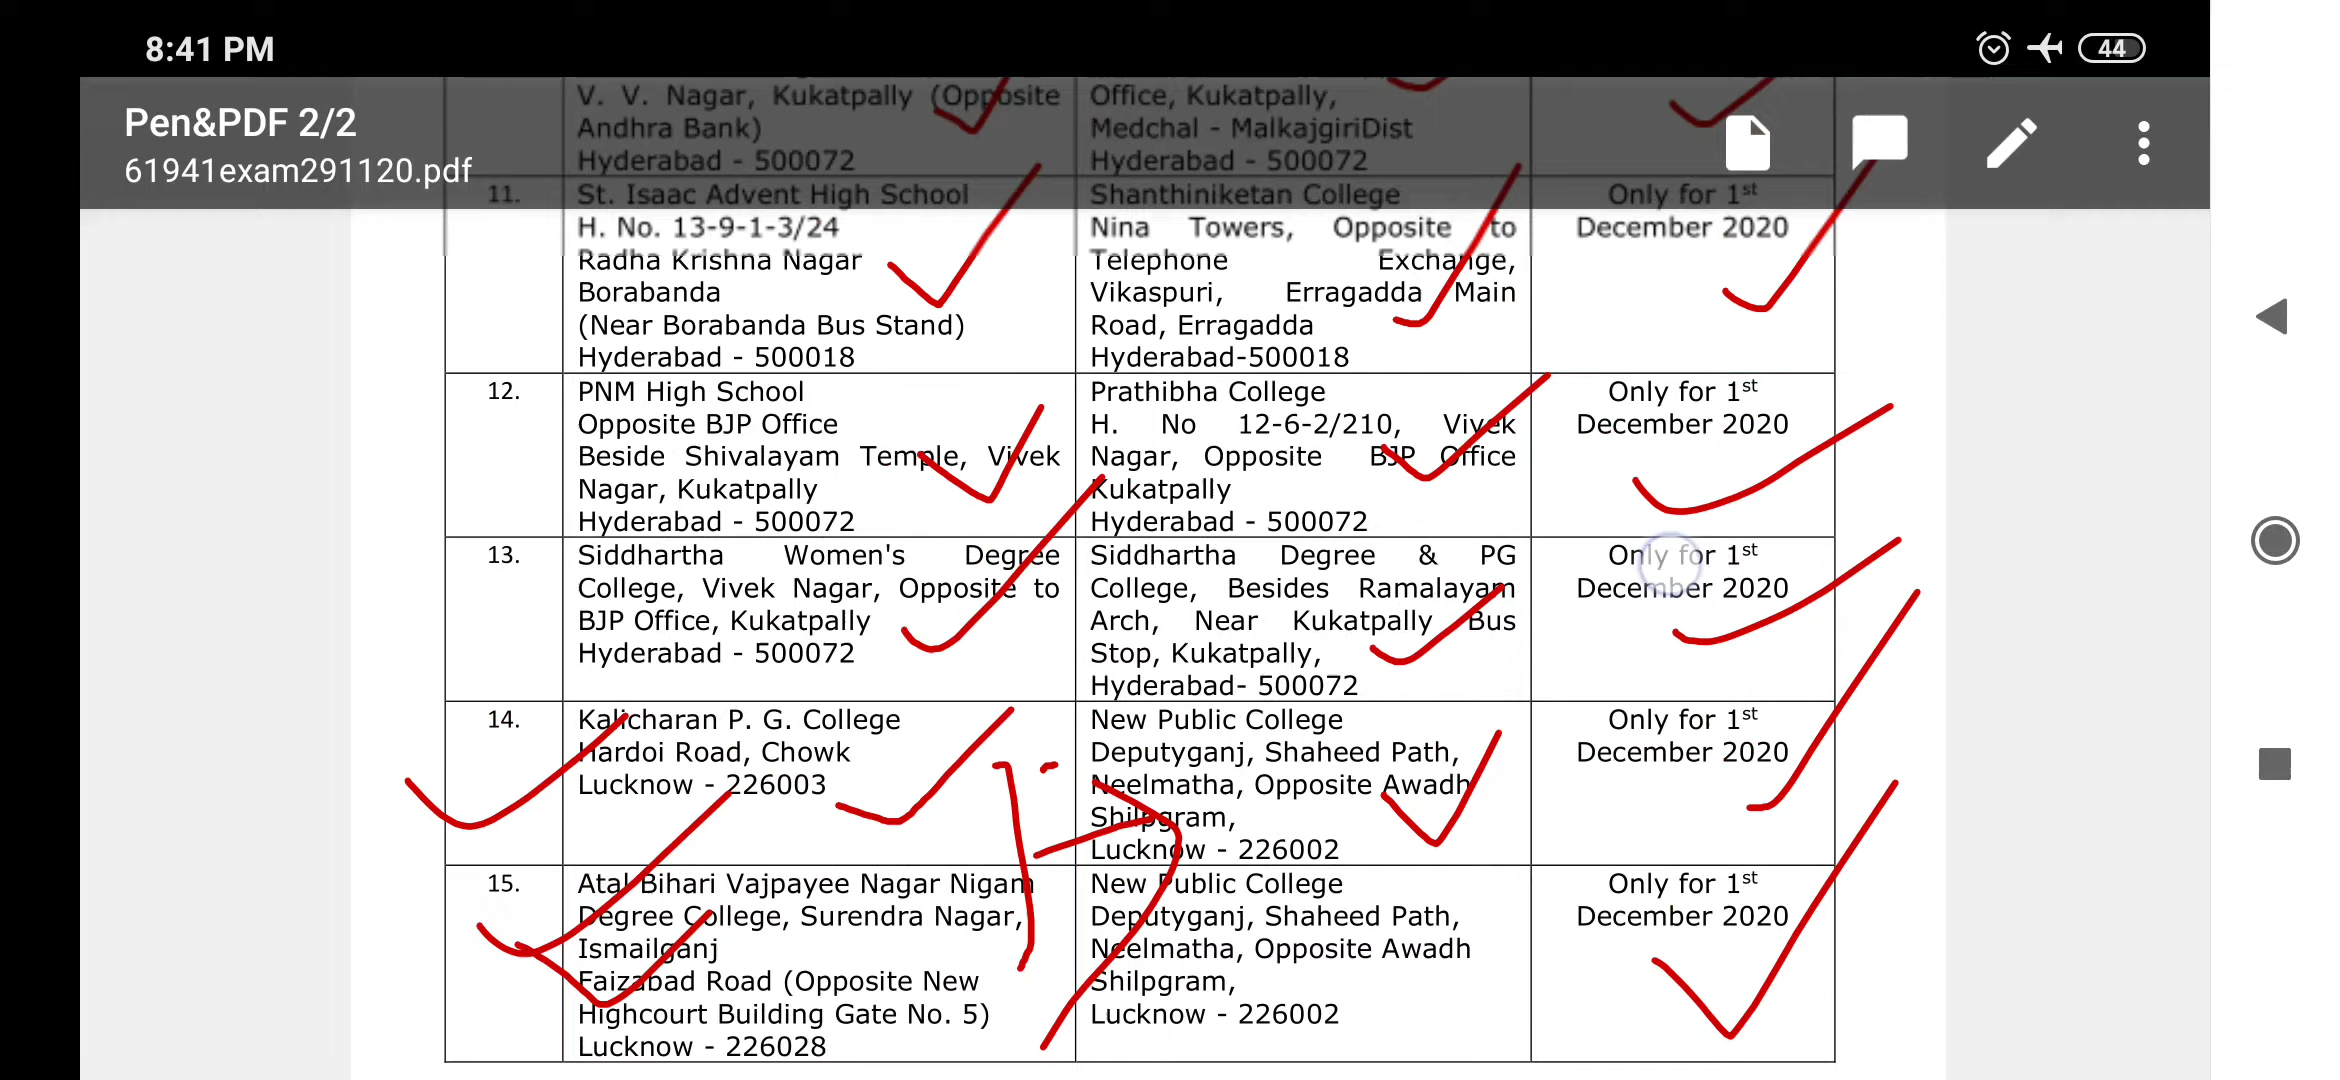 8:41 PM
44
Pen&PDF 2/2
61941exam291120.pdf
V. V. Nagar, Kukatpally (Opposite
Andhra Bank)
Hyderabad - 500072
Office, Kukatpally,
Medchal - MalkajgiriDist
Hyderabad - 500072
11.
St. Isaac Advent High School
H. No. 13-9-1-3/24
Radha Krishna Nagar
Borabanda
(Near Borabanda Bus Stand)
Hyderabad - 500018
Shanthiniketan College
Nina Towers, Opposite to
Telephone Exchange,
Vikaspuri, Erragadda Main
Road, Erragadda
Hyderabad-500018
Only for 1st
December 2020
12.
PNM High School
Opposite BJP Office
Beside Shivalayam Temple, Vivek
Nagar, Kukatpally
Hyderabad - 500072
Prathibha College
H. No 12-6-2/210, Vivek
Nagar, Opposite BJP Office
Kukatpally
Hyderabad - 500072
Only for 1st
December 2020
13.
Siddhartha Women's Degree
College, Vivek Nagar, Opposite to
BJP Office, Kukatpally
Hyderabad - 500072
Siddhartha Degree & PG
College, Besides Ramalayam
Arch, Near Kukatpally Bus
Stop, Kukatpally,
Hyderabad- 500072
Only for 1st
December 2020
14.
Kalicharan P. G. College
Hardoi Road, Chowk
Lucknow - 226003
New Public College
Deputyganj, Shaheed Path,
Neelmatha, Opposite Awadh
Shilpgram,
Lucknow - 226002
Only for 1st
December 2020
15.
Atal Bihari Vajpayee Nagar Nigam
Degree College, Surendra Nagar,
Ismailganj
Faizabad Road (Opposite New
Highcourt Building Gate No. 5)
Lucknow - 226028
New Public College
Deputyganj, Shaheed Path,
Neelmatha, Opposite Awadh
Shilpgram,
Lucknow - 226002
Only for 1st
December 2020